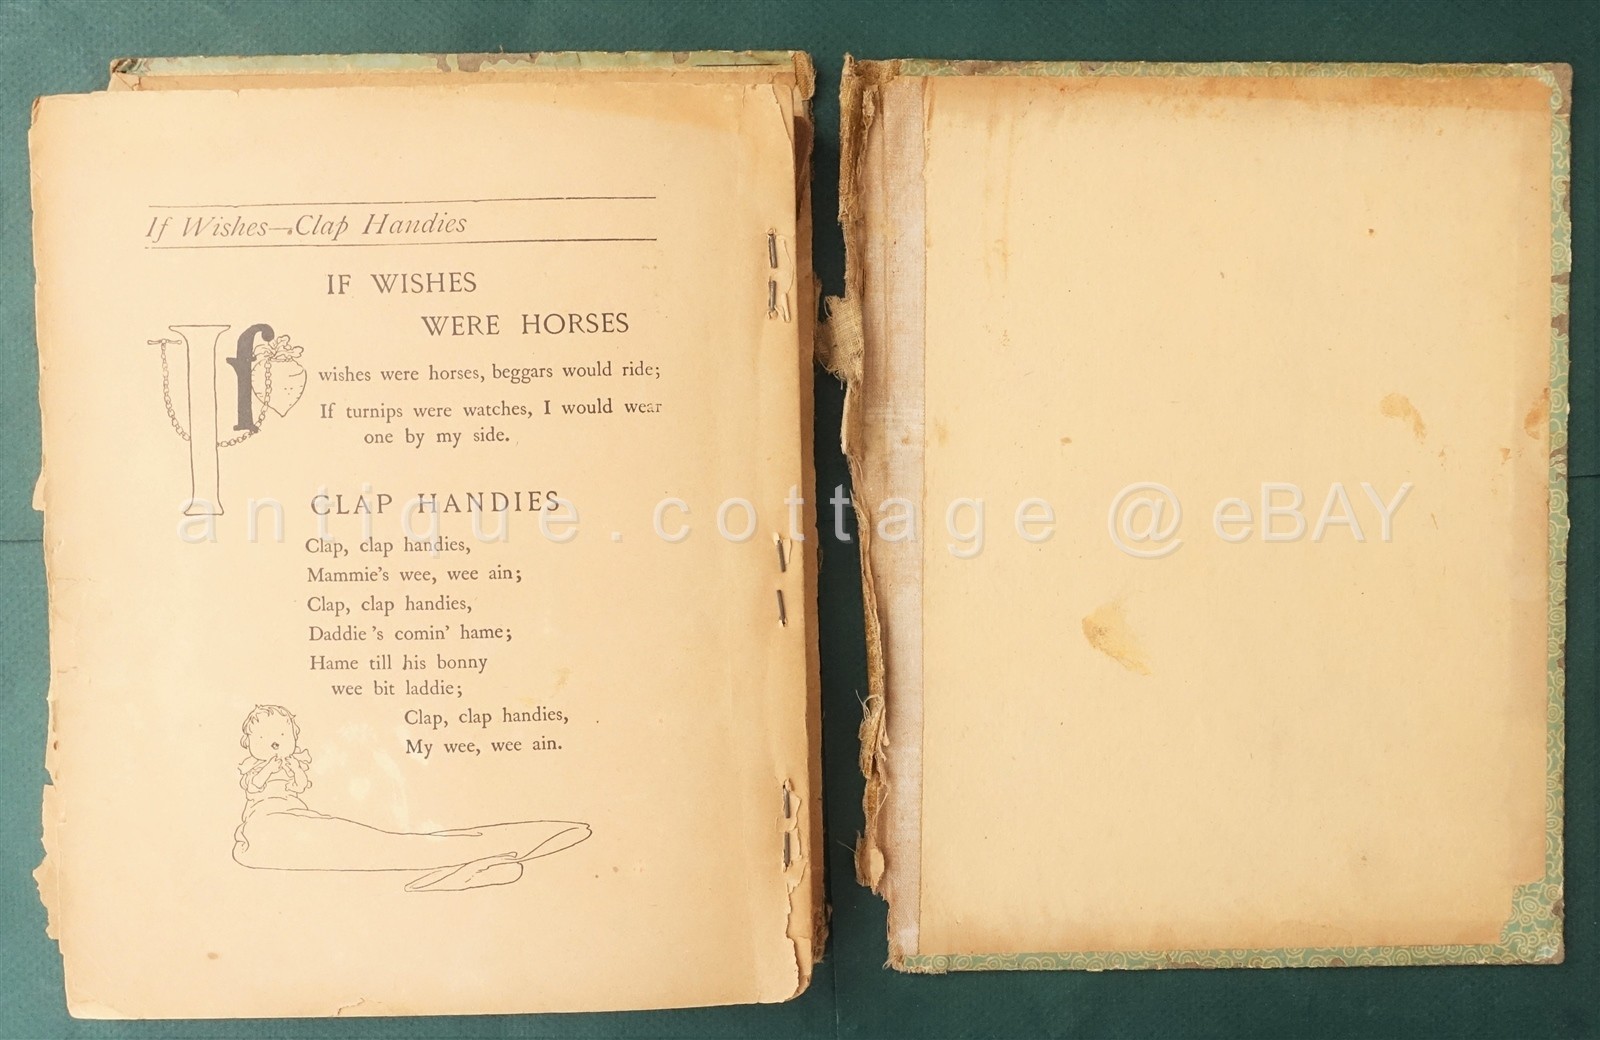 If Wishes—Clap Handies
IF WISHES
WERE HORSES
If
wishes were horses, beggars would ride;
If turnips were watches, I would wear
one by my side.
CLAP HANDIES
antique.cottage @ eBAY
Clap, clap handies,
Mammie's wee, wee ain;
Clap, clap handies,
Daddie 's comin' hame;
Hame till his bonny
wee bit laddie;
Clap, clap handies,
My wee, wee ain.